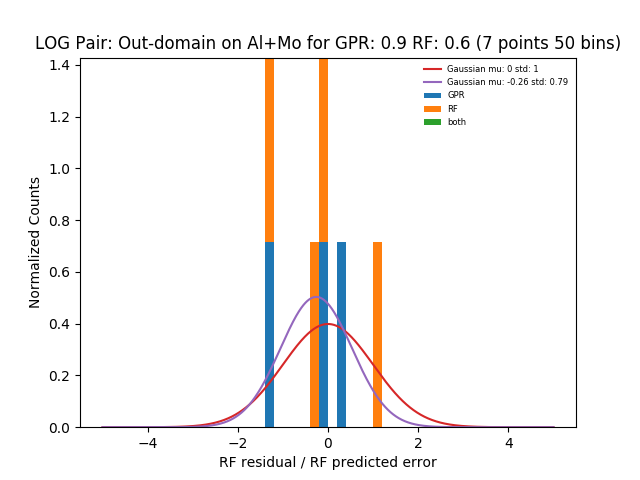 LOG Pair: Out-domain on Al+Mo for GPR: 0.9 RF: 0.6 (7 points 50 bins)
Gaussian mu: 0 std: 1
Gaussian mu: -0.26 std: 0.79
GPR
RF
both
Normalized Counts
1.4
1.2
1.0
0.8
0.6
0.4
0.2
0.0
−4
−2
0
2
4
RF residual / RF predicted error